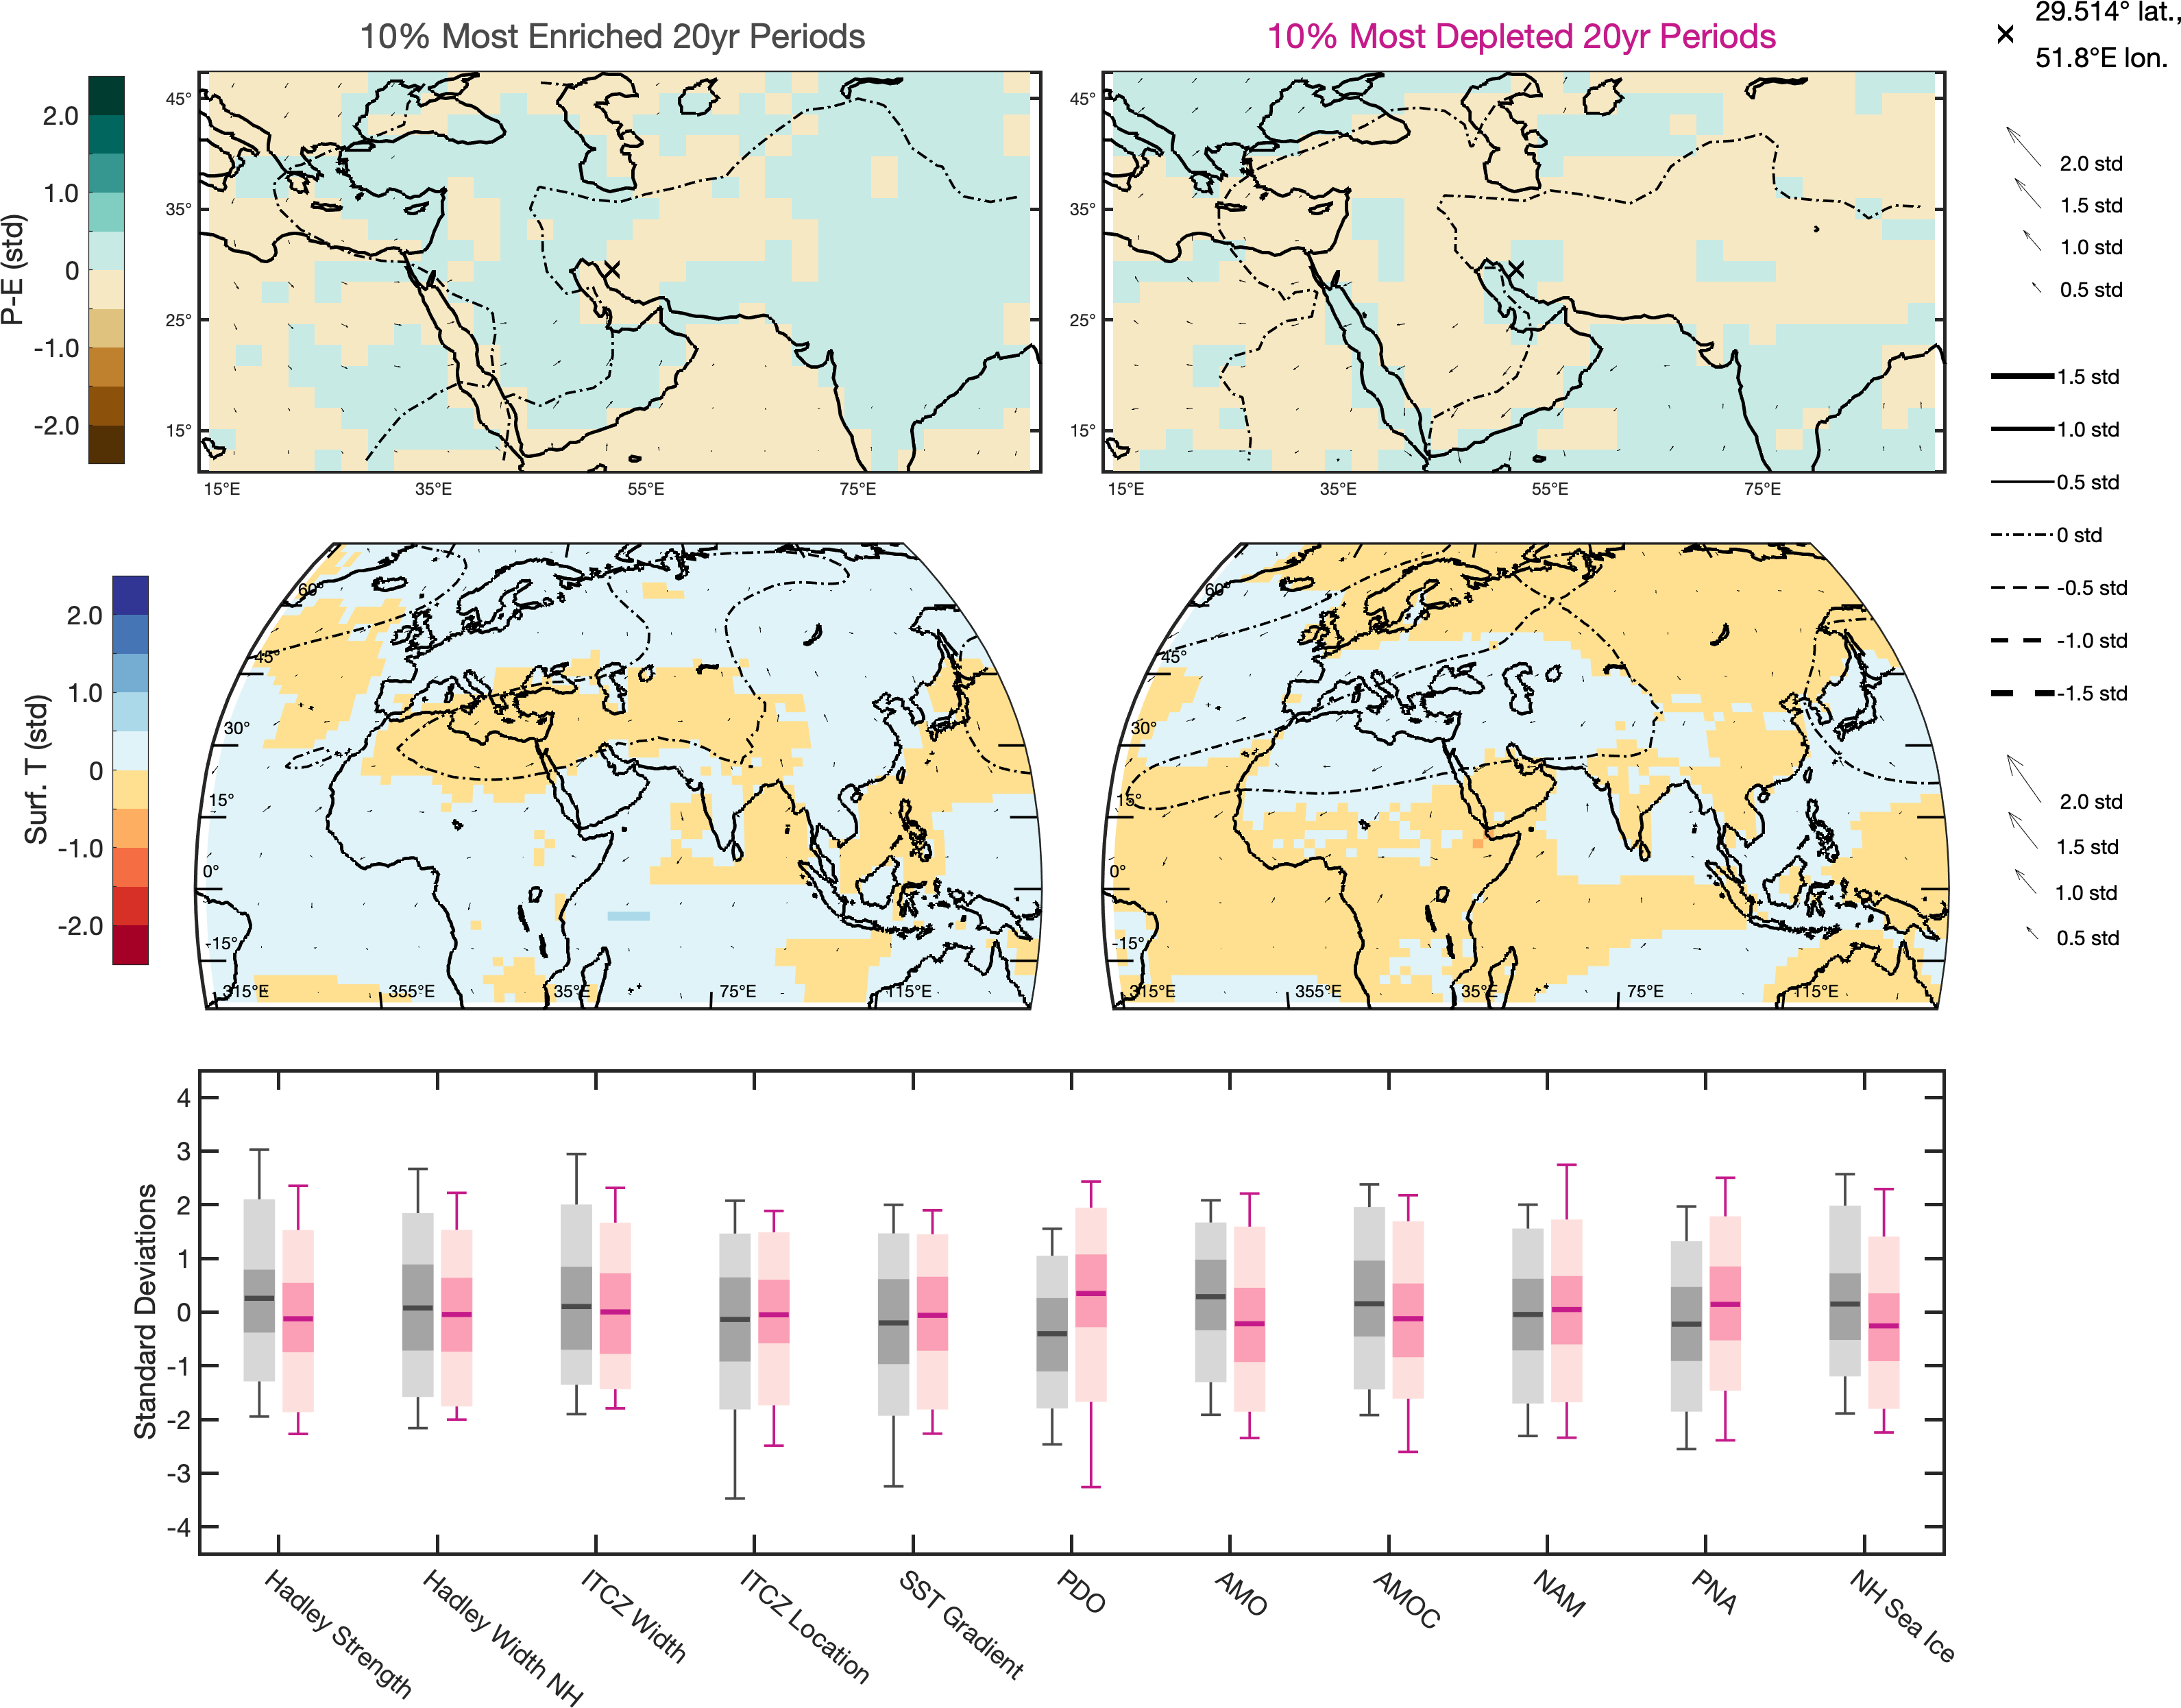 10% Most Enriched 20yr Periods
10% Most Depleted 20yr Periods
29.514° lat.,
51.8°E lon.
P-E (std)
2.0
1.0
0
-1.0
-2.0
45°
35°
25°
15°
15°E 35°E 55°E 75°E
45°
35°
25°
15°
15°E 35°E 55°E 75°E
2.0 std
1.5 std
1.0 std
0.5 std
1.5 std
1.0 std
0.5 std
0 std
-0.5 std
-1.0 std
-1.5 std
2.0 std
1.5 std
1.0 std
0.5 std
Surf. T (std)
2.0
1.0
0
-1.0
-2.0
60°
45°
30°
15°
0°
-15°
315°E 355°E 35°E 75°E 115°E
60°
45°
30°
15°
0°
-15°
315°E 355°E 35°E 75°E 115°E
Standard Deviations
4
3
2
1
0
-1
-2
-3
-4
Hadley Strength
Hadley Width NH
ITCZ Width
ITCZ Location
SST Gradient
PDO
AMO
AMOC
NAM
PNA
NH Sea Ice